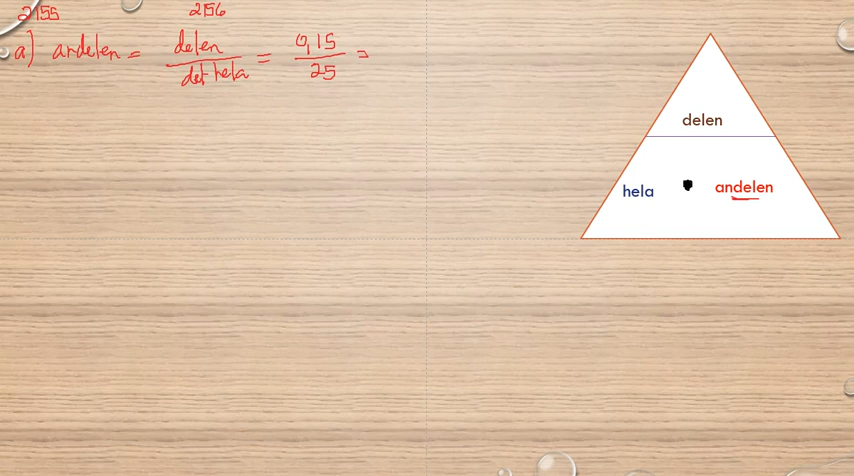 2155 2156
a) andelen = delen / det hela = 0,15 / 25 =
delen
hela • andelen